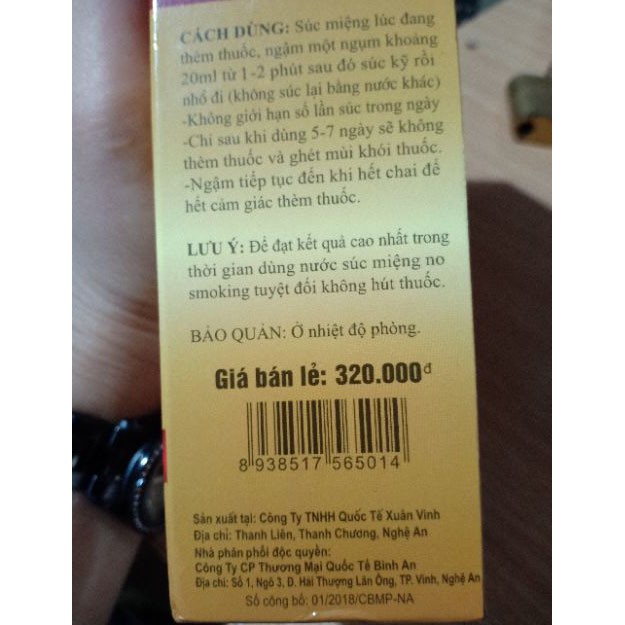 CÁCH DÙNG: Súc miệng lúc đang
thèm thuốc, ngậm một ngụm khoảng
20ml từ 1-2 phút sau đó súc kỹ rồi
nhổ đi (không súc lại bằng nước khác)
-Không giới hạn số lần súc trong ngày
-Chỉ sau khi dùng 5-7 ngày sẽ không
thèm thuốc và ghét mùi khói thuốc.
-Ngậm tiếp tục đến khi hết chai để
hết cảm giác thèm thuốc.
LƯU Ý: Để đạt kết quả cao nhất trong
thời gian dùng nước súc miệng no
smoking tuyệt đối không hút thuốc.
BẢO QUẢN: Ở nhiệt độ phòng.
Giá bán lẻ: 320.000đ
8 938517 565014
Sản xuất tại: Công Ty TNHH Quốc Tế Xuân Vinh
Địa chỉ: Thanh Liên, Thanh Chương, Nghệ An
Nhà phân phối độc quyền:
Công Ty CP Thương Mại Quốc Tế Bình An
Địa chỉ: Số 1, Ngõ 3, Đ. Hải Thượng Lãn Ông, TP. Vinh, Nghệ An
Số công bố: 01/2018/CBMP-NA